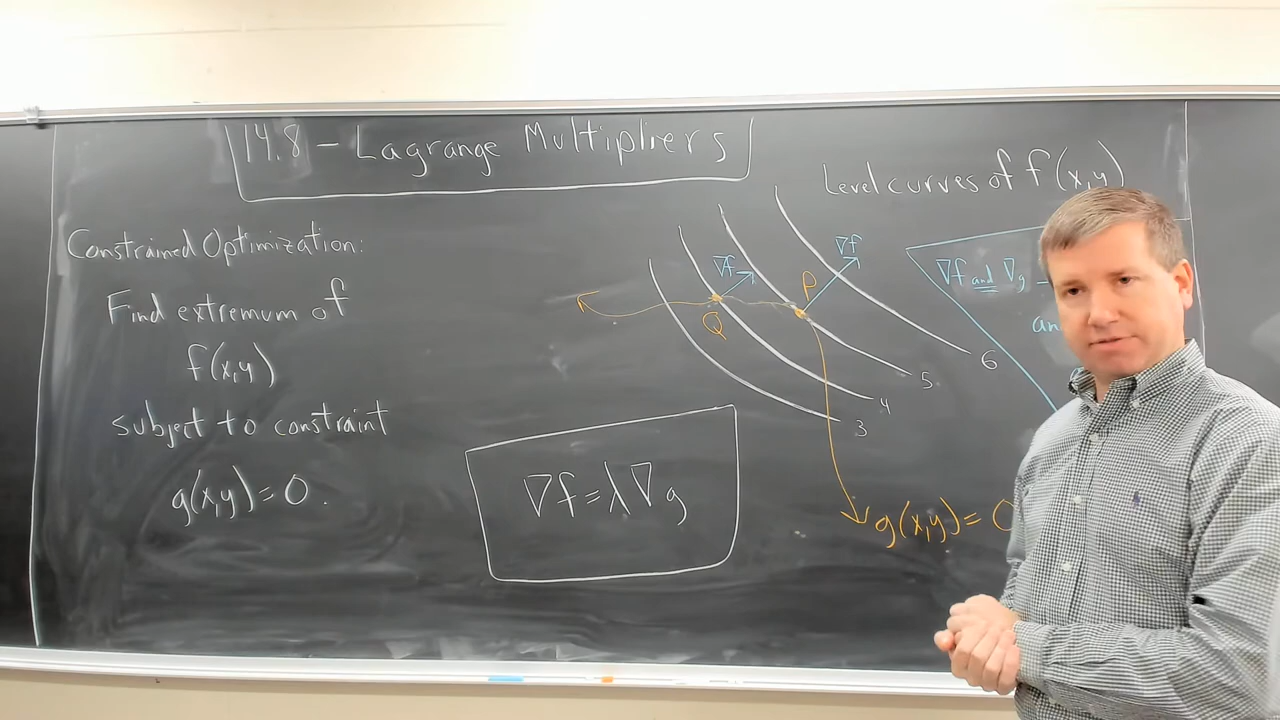 14.8 - Lagrange Multipliers
Constrained Optimization:
Find extremum of
f(x,y)
subject to constraint
g(x,y)=0.
∇f=λ∇g
Level curves of f(x,y)
∇f
∇f
P
Q
6
5
4
3
g(x,y)=0
∇f and ∇g -